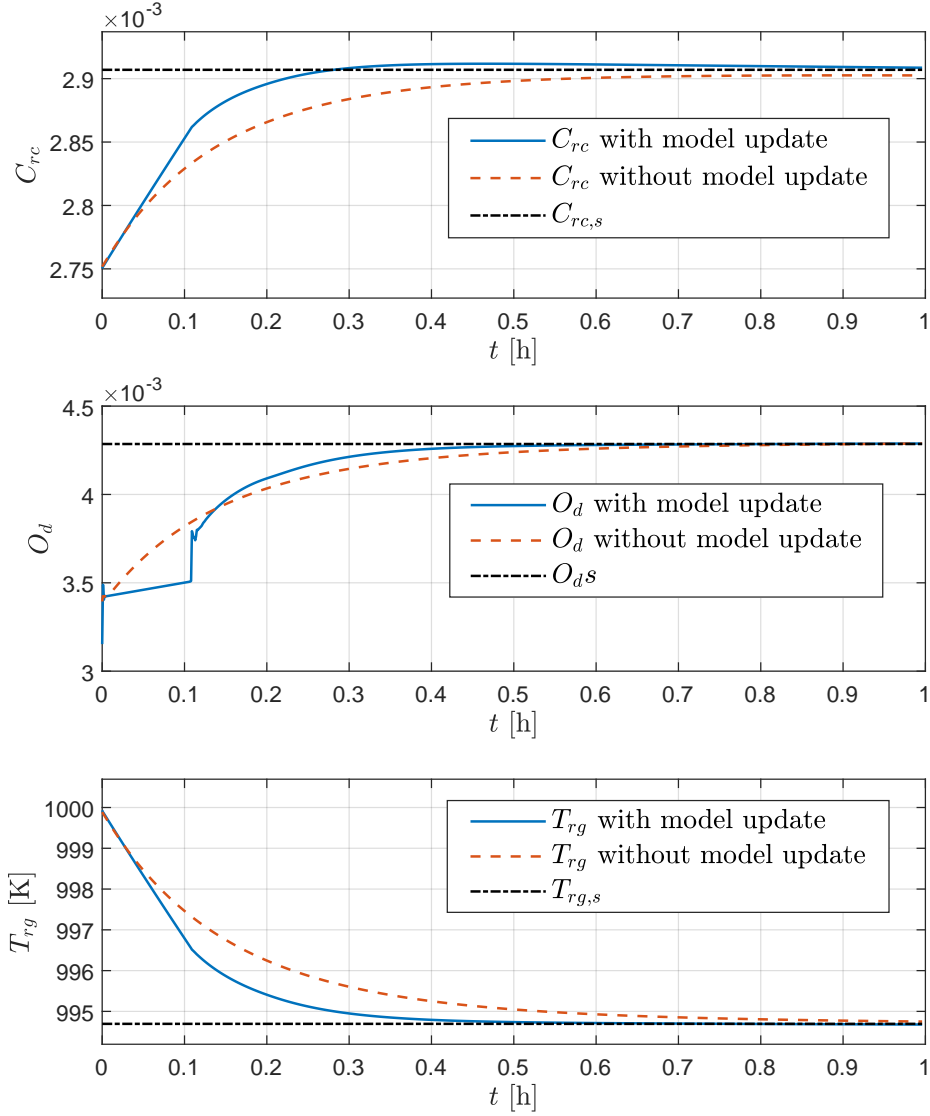 ×10⁻³
2.9
2.85
2.8
2.75
C_rc
C_rc with model update
C_rc without model update
C_rc,s
0 0.1 0.2 0.3 0.4 0.5 0.6 0.7 0.8 0.9 1
t [h]
×10⁻³
4.5
4
3.5
3
O_d
O_d with model update
O_d without model update
O_d s
0 0.1 0.2 0.3 0.4 0.5 0.6 0.7 0.8 0.9 1
t [h]
1000
999
998
997
996
995
T_rg [K]
T_rg with model update
T_rg without model update
T_rg,s
0 0.1 0.2 0.3 0.4 0.5 0.6 0.7 0.8 0.9 1
t [h]